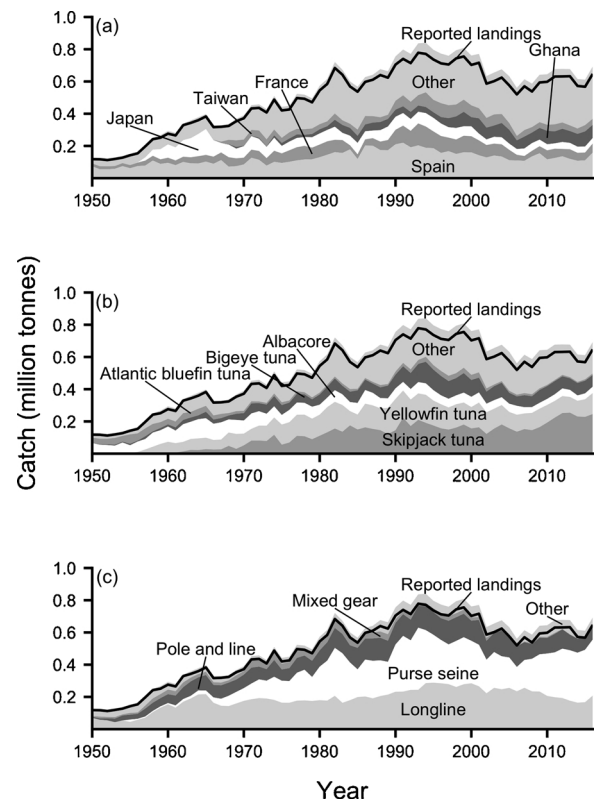 (a)
Reported landings
Ghana
Other
France
Taiwan
Japan
Spain
1.0
0.8
0.6
0.4
0.2
1950 1960 1970 1980 1990 2000 2010
(b)
Reported landings
Other
Albacore
Bigeye tuna
Atlantic bluefin tuna
Yellowfin tuna
Skipjack tuna
1.0
0.8
0.6
0.4
0.2
1950 1960 1970 1980 1990 2000 2010
Catch (million tonnes)
(c)
Reported landings
Mixed gear
Other
Pole and line
Purse seine
Longline
1.0
0.8
0.6
0.4
0.2
1950 1960 1970 1980 1990 2000 2010
Year